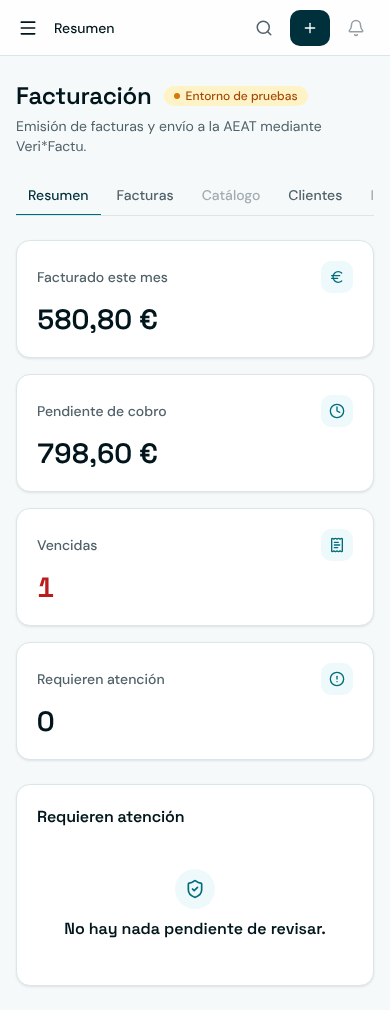 Resumen
Facturación
Entorno de pruebas
Emisión de facturas y envío a la AEAT mediante
Veri*Factu.
Resumen Facturas Catálogo Clientes
Facturado este mes
€
580,80 €
Pendiente de cobro
798,60 €
Vencidas
1
Requieren atención
0
Requieren atención
No hay nada pendiente de revisar.